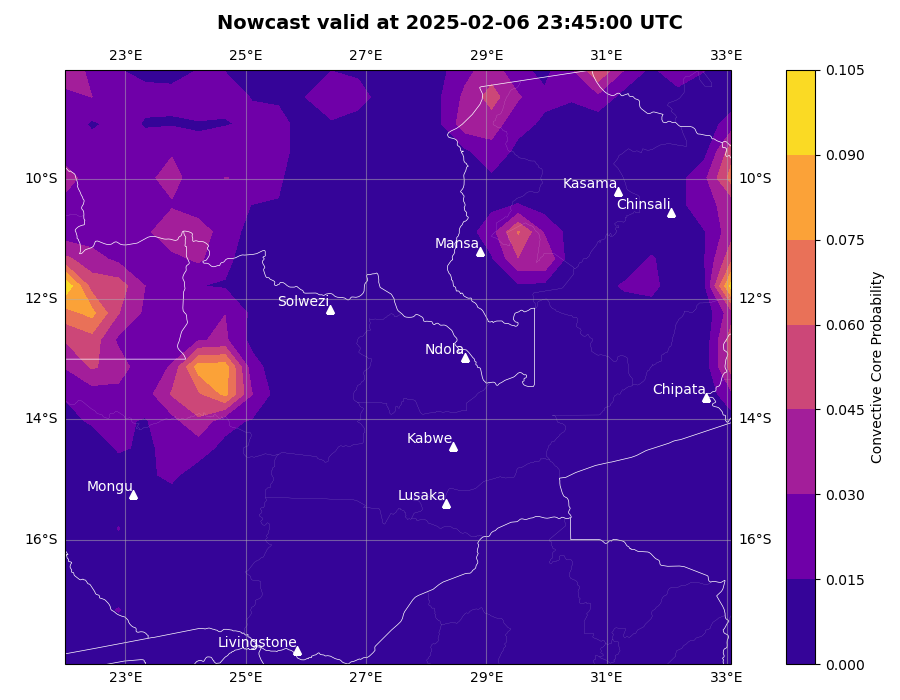 Nowcast valid at 2025-02-06 23:45:00 UTC
23°E 25°E 27°E 29°E 31°E 33°E
0.105
0.090
10°S 10°S
Kasama
Chinsali
0.075
Mansa
12°S 12°S
Solwezi
0.060
Ndola
Chipata
0.045
14°S 14°S
Kabwe
Mongu
Lusaka
0.030
16°S 16°S
0.015
Livingstone
0.000
23°E 25°E 27°E 29°E 31°E 33°E
Convective Core Probability